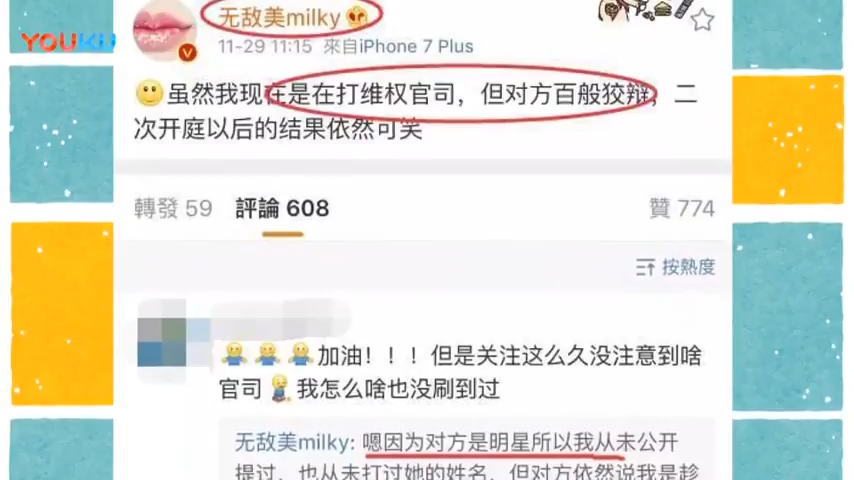 YOUKU
无敌美milky
11-29 11:15 來自iPhone 7 Plus
虽然我现在是在打维权官司，但对方百般狡辩，二
次开庭以后的结果依然可笑
轉發 59 評論 608 贊 774
按熱度
加油！！！但是关注这么久没注意到啥
官司 我怎么啥也没刷到过
无敌美milky: 嗯因为对方是明星所以我从未公开
提过，也从未打过她的姓名，但对方依然说我是趁